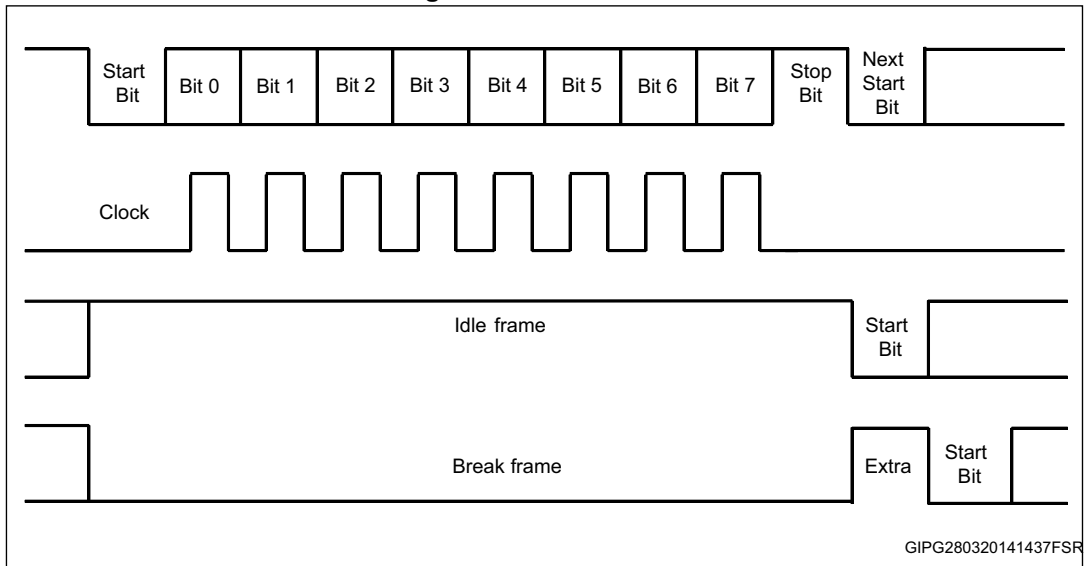 Start
Bit
Bit 0
Bit 1
Bit 2
Bit 3
Bit 4
Bit 5
Bit 6
Bit 7
Stop
Bit
Next
Start
Bit
Clock
Idle frame
Start
Bit
Break frame
Extra
Start
Bit
GIPG280320141437FSR